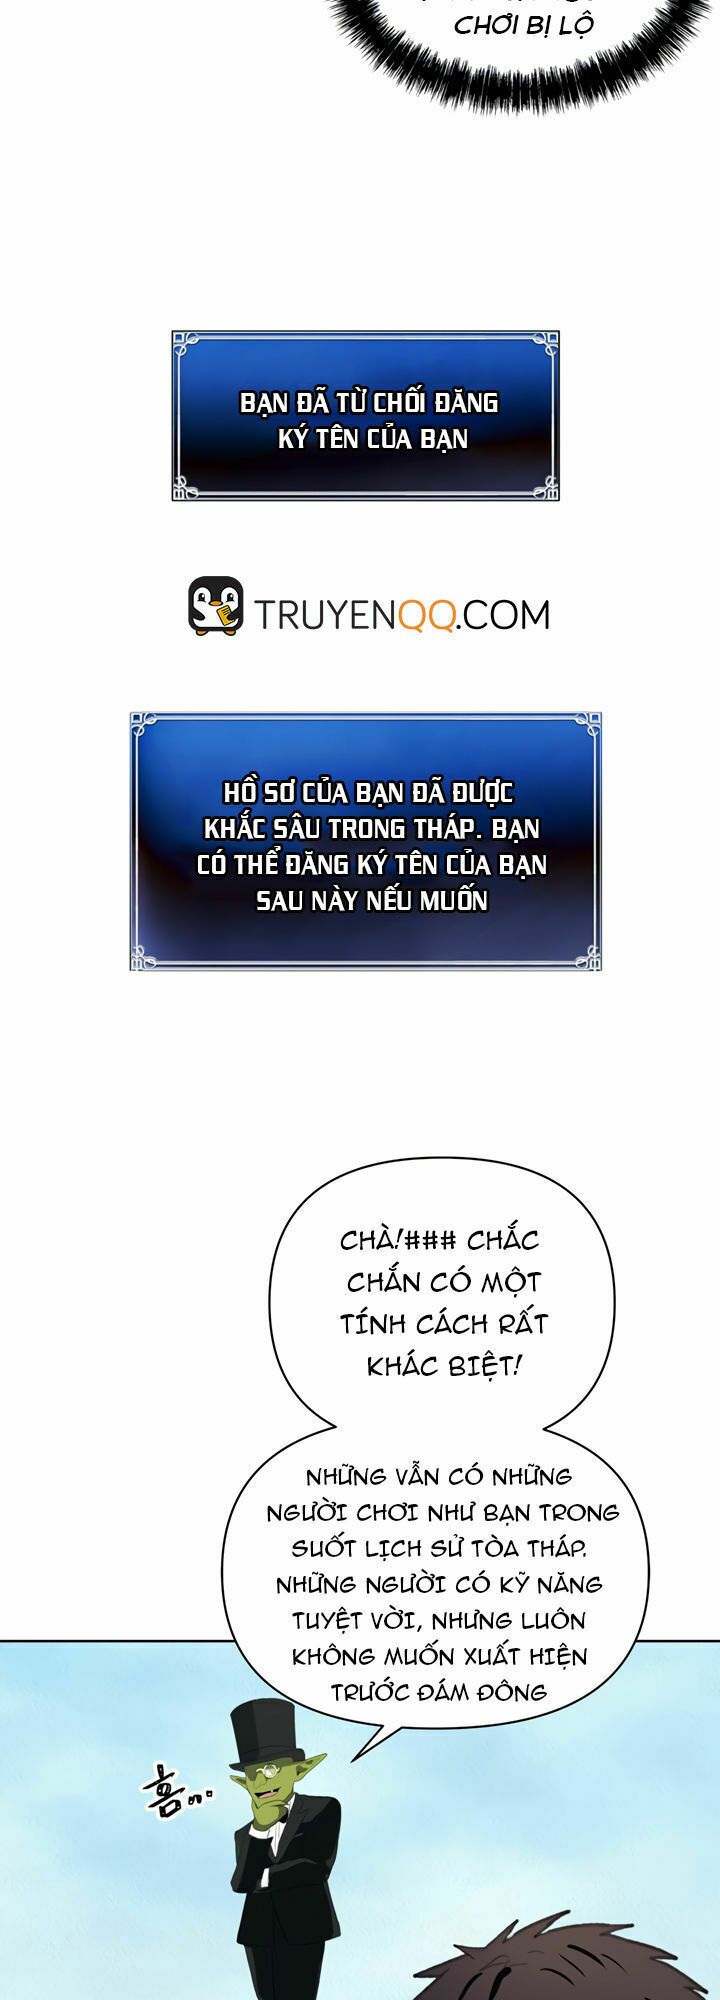 CHƠI BỊ LỘ
BẠN ĐÃ TỪ CHỐI ĐĂNG
KÝ TÊN CỦA BẠN
TRUYENQQ.COM
HỒ SƠ CỦA BẠN ĐÃ ĐƯỢC
KHẮC SÂU TRONG THÁP. BẠN
CÓ THỂ ĐĂNG KÝ TÊN CỦA BẠN
SAU NÀY NẾU MUỐN
CHÀ!### CHẮC
CHẮN CÓ MỘT
TÍNH CÁCH RẤT
KHÁC BIỆT!
NHỮNG VẪN CÓ NHỮNG
NGƯỜI CHƠI NHƯ BẠN TRONG
SUỐT LỊCH SỬ TÒA THÁP.
NHỮNG NGƯỜI CÓ KỸ NĂNG
TUYỆT VỜI, NHƯNG LUÔN
KHÔNG MUỐN XUẤT HIỆN
TRƯỚC ĐÁM ĐÔNG
흠...